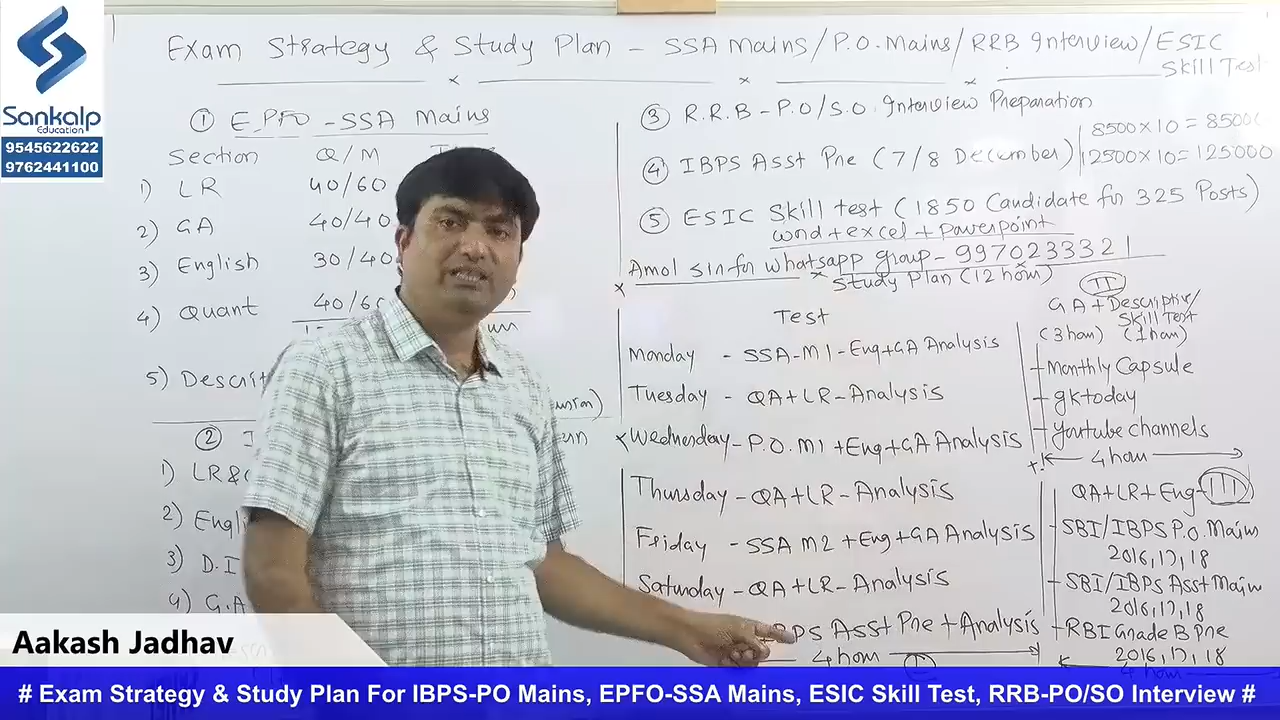 Sankalp
Education
9545622622
9762441100
Exam Strategy & Study Plan - SSA Mains/P.O.Mains/RRB Interview/ESIC
Skill Test
① EPFO - SSA Mains
Section Q/M
1) LR 40/60
2) GA 40/40
3) English 30/40
4) Quant 40/60
5) Descri
②
1) LR &
2) Engli
3) D.I
4) G.A
③ R.R.B - P.O/S.O. Interview Preparation
8500 x 10 = 8500
④ IBPS Asst Pre (7/8 December)
12500 x 10 = 125000
⑤ ESIC Skill test (1850 Candidate for 325 Posts)
word + excel + powerpoint
Amol sir for whatsapp group - 9970233321
Study Plan (12 hour)
Test
Monday - SSA-M1-Eng+GA Analysis
Tuesday - QA+LR-Analysis
Wednesday - P.O. M1 + Eng+GA Analysis
Thursday - QA+LR-Analysis
Friday - SSA M2 + Eng+GA Analysis
Saturday - QA+LR-Analysis
BPS Asst Pre + Analysis
4 hour I
II
GA + Descriptive/
Skill Test
(3 hour) (1 hour)
- Monthly Capsule
- gktoday
- youtube channels
4 hour
QA+LR+Eng- III
- SBI/IBPS P.O. Mains
2016,17,18
- SBI/IBPS Asst Main
2016,17,18
- RBI Grade B Pre
2016,17,18
4 hour
Aakash Jadhav
# Exam Strategy & Study Plan For IBPS-PO Mains, EPFO-SSA Mains, ESIC Skill Test, RRB-PO/SO Interview #